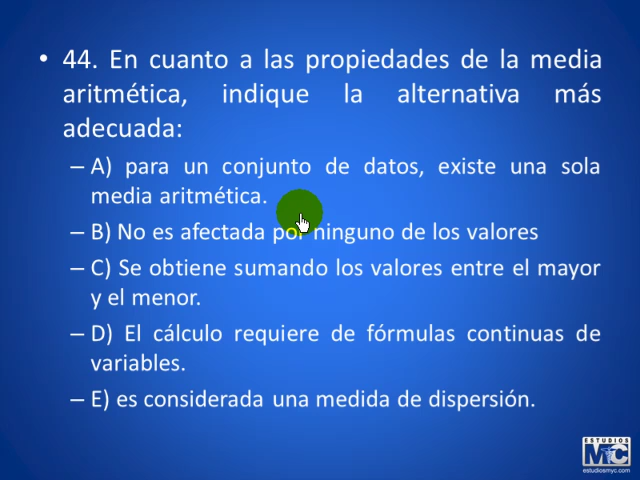 • 44. En cuanto a las propiedades de la media
aritmética, indique la alternativa más
adecuada:
– A) para un conjunto de datos, existe una sola
media aritmética.
– B) No es afectada por ninguno de los valores
– C) Se obtiene sumando los valores entre el mayor
y el menor.
– D) El cálculo requiere de fórmulas continuas de
variables.
– E) es considerada una medida de dispersión.
ESTUDIOS
MyC
estudiosmyc.com